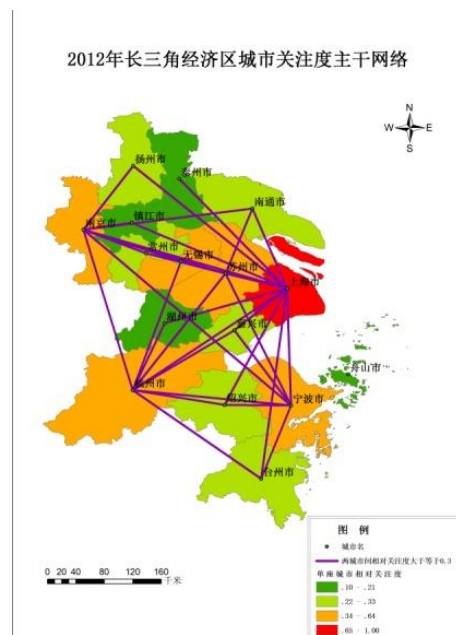 2012年长三角经济区城市关注度主干网络
N
W
E
S
扬州市
泰州市
镇江市
南通市
南京市
常州市
无锡市
苏州市
上海市
湖州市
嘉兴市
舟山市
杭州市
绍兴市
宁波市
台州市
图 例
城市名
两城市间相对关注度大于等于0.3
单座城市相对关注度
.10 - .21
.22 - .33
.34 - .64
.65 - 1.00
0 20 40 80 120 160
千米